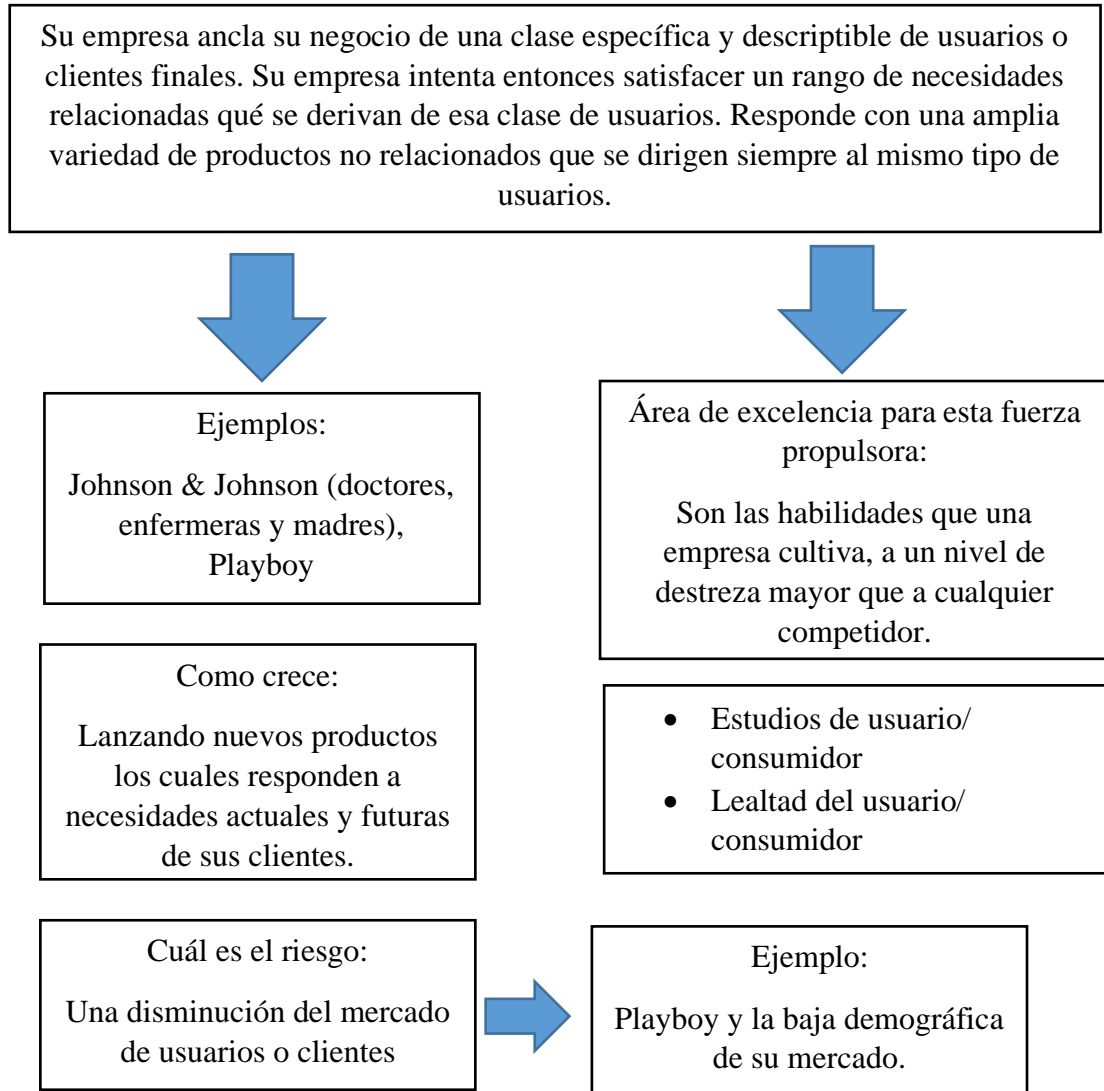 Su empresa ancla su negocio de una clase específica y descriptible de usuarios o
clientes finales. Su empresa intenta entonces satisfacer un rango de necesidades
relacionadas qué se derivan de esa clase de usuarios. Responde con una amplia
variedad de productos no relacionados que se dirigen siempre al mismo tipo de
usuarios.
Ejemplos:
Johnson & Johnson (doctores,
enfermeras y madres),
Playboy
Área de excelencia para esta fuerza
propulsora:
Son las habilidades que una
empresa cultiva, a un nivel de
destreza mayor que a cualquier
competidor.
Como crece:
Lanzando nuevos productos
los cuales responden a
necesidades actuales y futuras
de sus clientes.
• Estudios de usuario/
consumidor
• Lealtad del usuario/
consumidor
Cuál es el riesgo:
Una disminución del mercado
de usuarios o clientes
Ejemplo:
Playboy y la baja demográfica
de su mercado.